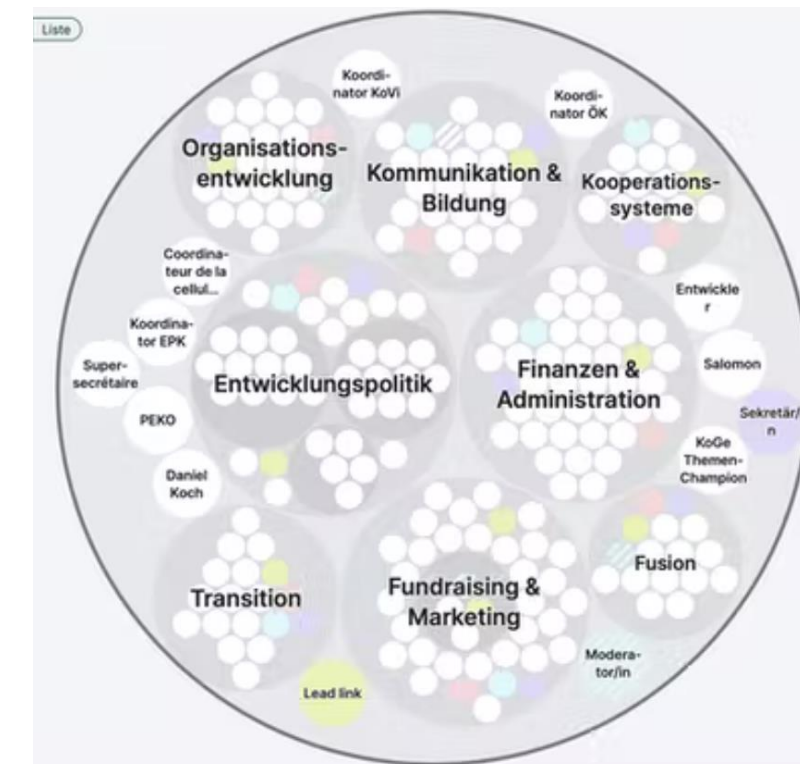 Liste
Koordi-
nator KoVi
Koordi-
nator ÖK
Organisations-
entwicklung
Kommunikation &
Bildung
Kooperations-
systeme
Coordina-
teur de la
cellul...
Entwickle
r
Koordina-
tor EPK
Super-
secrétaire
Salomon
Entwicklungspolitik
Finanzen &
Administration
PEKO
Sekretär/
n
KoGe
Themen-
Champion
Daniel
Koch
Fusion
Transition
Fundraising &
Marketing
Modera-
tor/in
Lead link